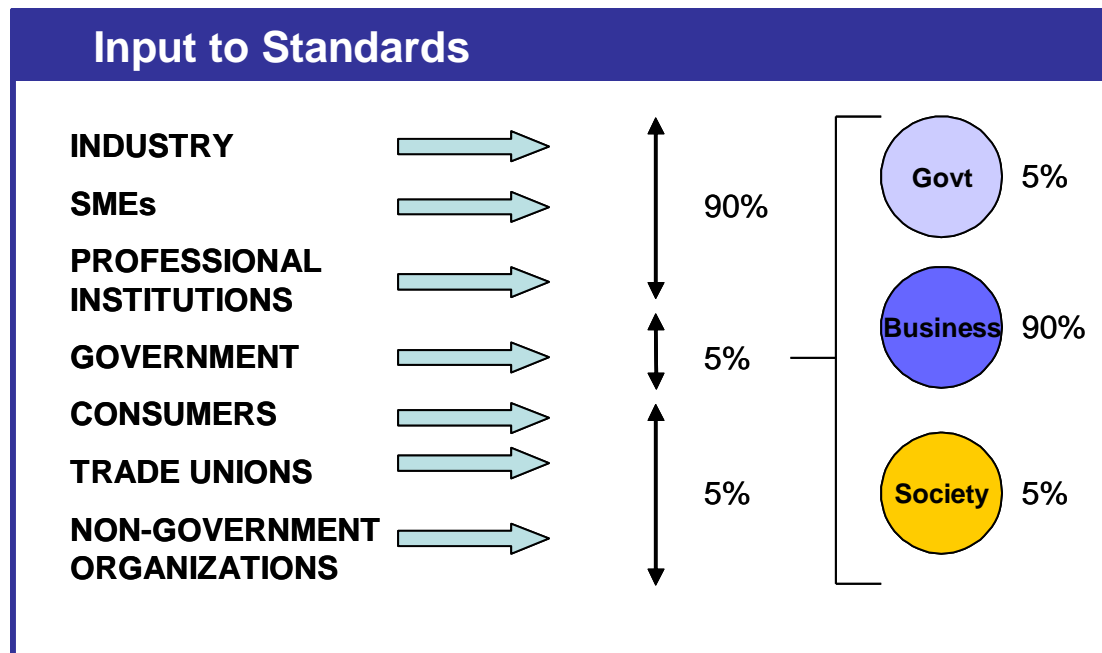 Input to Standards
INDUSTRY
SMEs
PROFESSIONAL
INSTITUTIONS
GOVERNMENT
CONSUMERS
TRADE UNIONS
NON-GOVERNMENT
ORGANIZATIONS
90%
5%
5%
Govt 5%
Business 90%
Society 5%